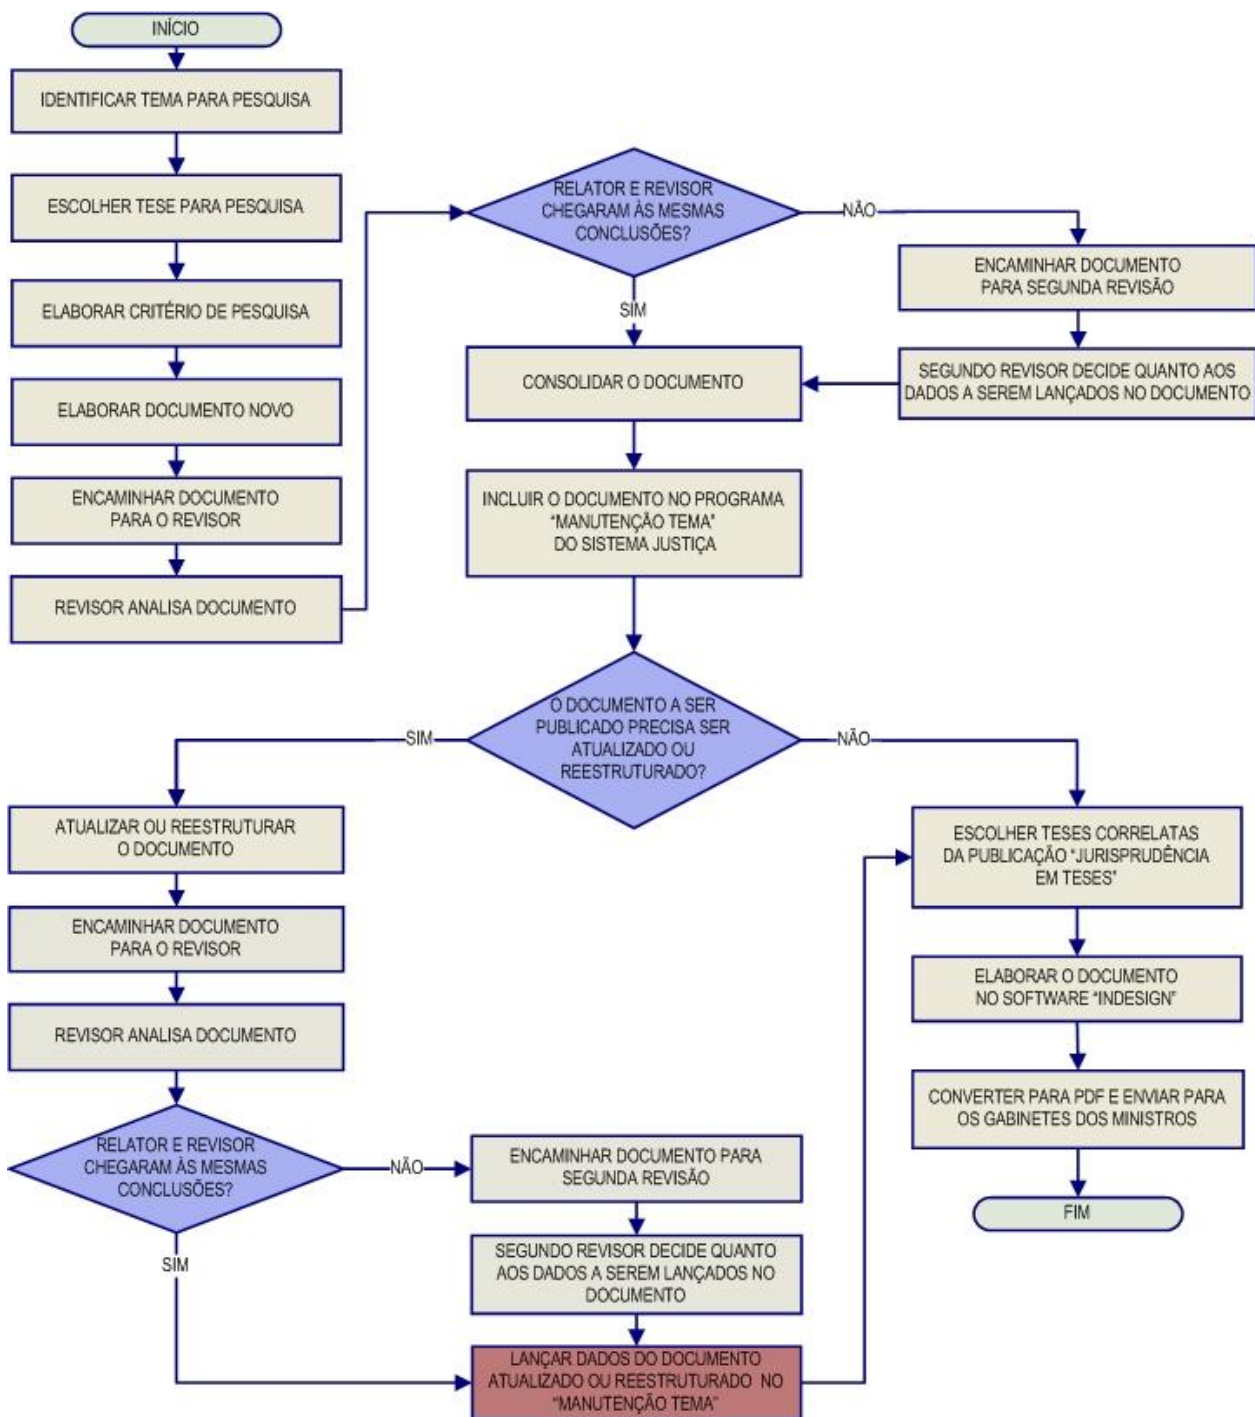 INÍCIO
IDENTIFICAR TEMA PARA PESQUISA
ESCOLHER TESE PARA PESQUISA
ELABORAR CRITÉRIO DE PESQUISA
ELABORAR DOCUMENTO NOVO
ENCAMINHAR DOCUMENTO
PARA O REVISOR
REVISOR ANALISA DOCUMENTO
RELATOR E REVISOR
CHEGARAM ÀS MESMAS
CONCLUSÕES?
NÃO
SIM
ENCAMINHAR DOCUMENTO
PARA SEGUNDA REVISÃO
SEGUNDO REVISOR DECIDE QUANTO AOS
DADOS A SEREM LANÇADOS NO DOCUMENTO
CONSOLIDAR O DOCUMENTO
INCLUIR O DOCUMENTO NO PROGRAMA
“MANUTENÇÃO TEMA”
DO SISTEMA JUSTIÇA
O DOCUMENTO A SER
PUBLICADO PRECISA SER
ATUALIZADO OU
REESTRUTURADO?
SIM
NÃO
ATUALIZAR OU REESTRUTURAR
O DOCUMENTO
ENCAMINHAR DOCUMENTO
PARA O REVISOR
REVISOR ANALISA DOCUMENTO
RELATOR E REVISOR
CHEGARAM ÀS MESMAS
CONCLUSÕES?
NÃO
SIM
ENCAMINHAR DOCUMENTO PARA
SEGUNDA REVISÃO
SEGUNDO REVISOR DECIDE QUANTO
AOS DADOS A SEREM LANÇADOS NO
DOCUMENTO
LANÇAR DADOS DO DOCUMENTO
ATUALIZADO OU REESTRUTURADO NO
“MANUTENÇÃO TEMA”
ESCOLHER TESES CORRELATAS
DA PUBLICAÇÃO “JURISPRUDÊNCIA
EM TESES”
ELABORAR O DOCUMENTO
NO SOFTWARE “INDESIGN”
CONVERTER PARA PDF E ENVIAR PARA
OS GABINETES DOS MINISTROS
FIM